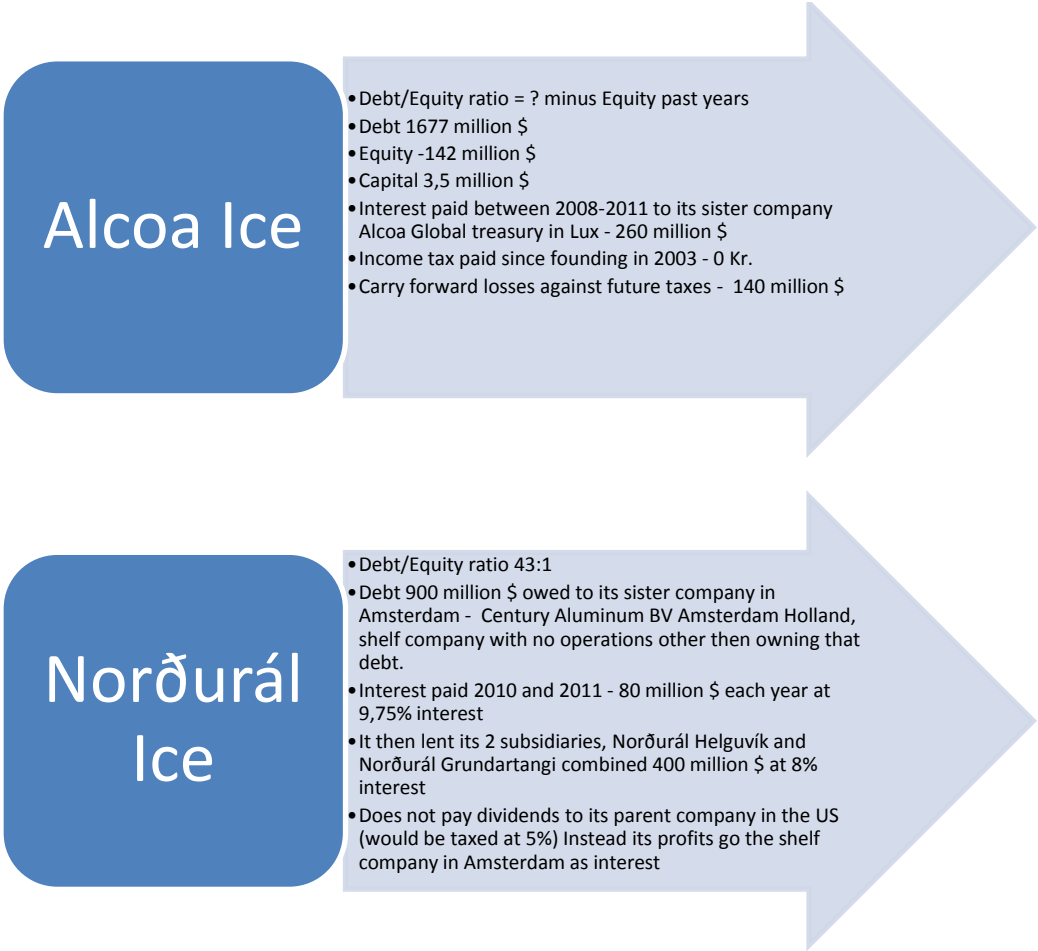 Alcoa Ice
•Debt/Equity ratio = ? minus Equity past years
•Debt 1677 million $
•Equity -142 million $
•Capital 3,5 million $
•Interest paid between 2008-2011 to its sister company
Alcoa Global treasury in Lux - 260 million $
•Income tax paid since founding in 2003 - 0 Kr.
•Carry forward losses against future taxes - 140 million $
Norðurál
Ice
•Debt/Equity ratio 43:1
•Debt 900 million $ owed to its sister company in
Amsterdam - Century Aluminum BV Amsterdam Holland,
shelf company with no operations other then owning that
debt.
•Interest paid 2010 and 2011 - 80 million $ each year at
9,75% interest
•It then lent its 2 subsidiaries, Norðurál Helguvík and
Norðurál Grundartangi combined 400 million $ at 8%
interest
•Does not pay dividends to its parent company in the US
(would be taxed at 5%) Instead its profits go the shelf
company in Amsterdam as interest